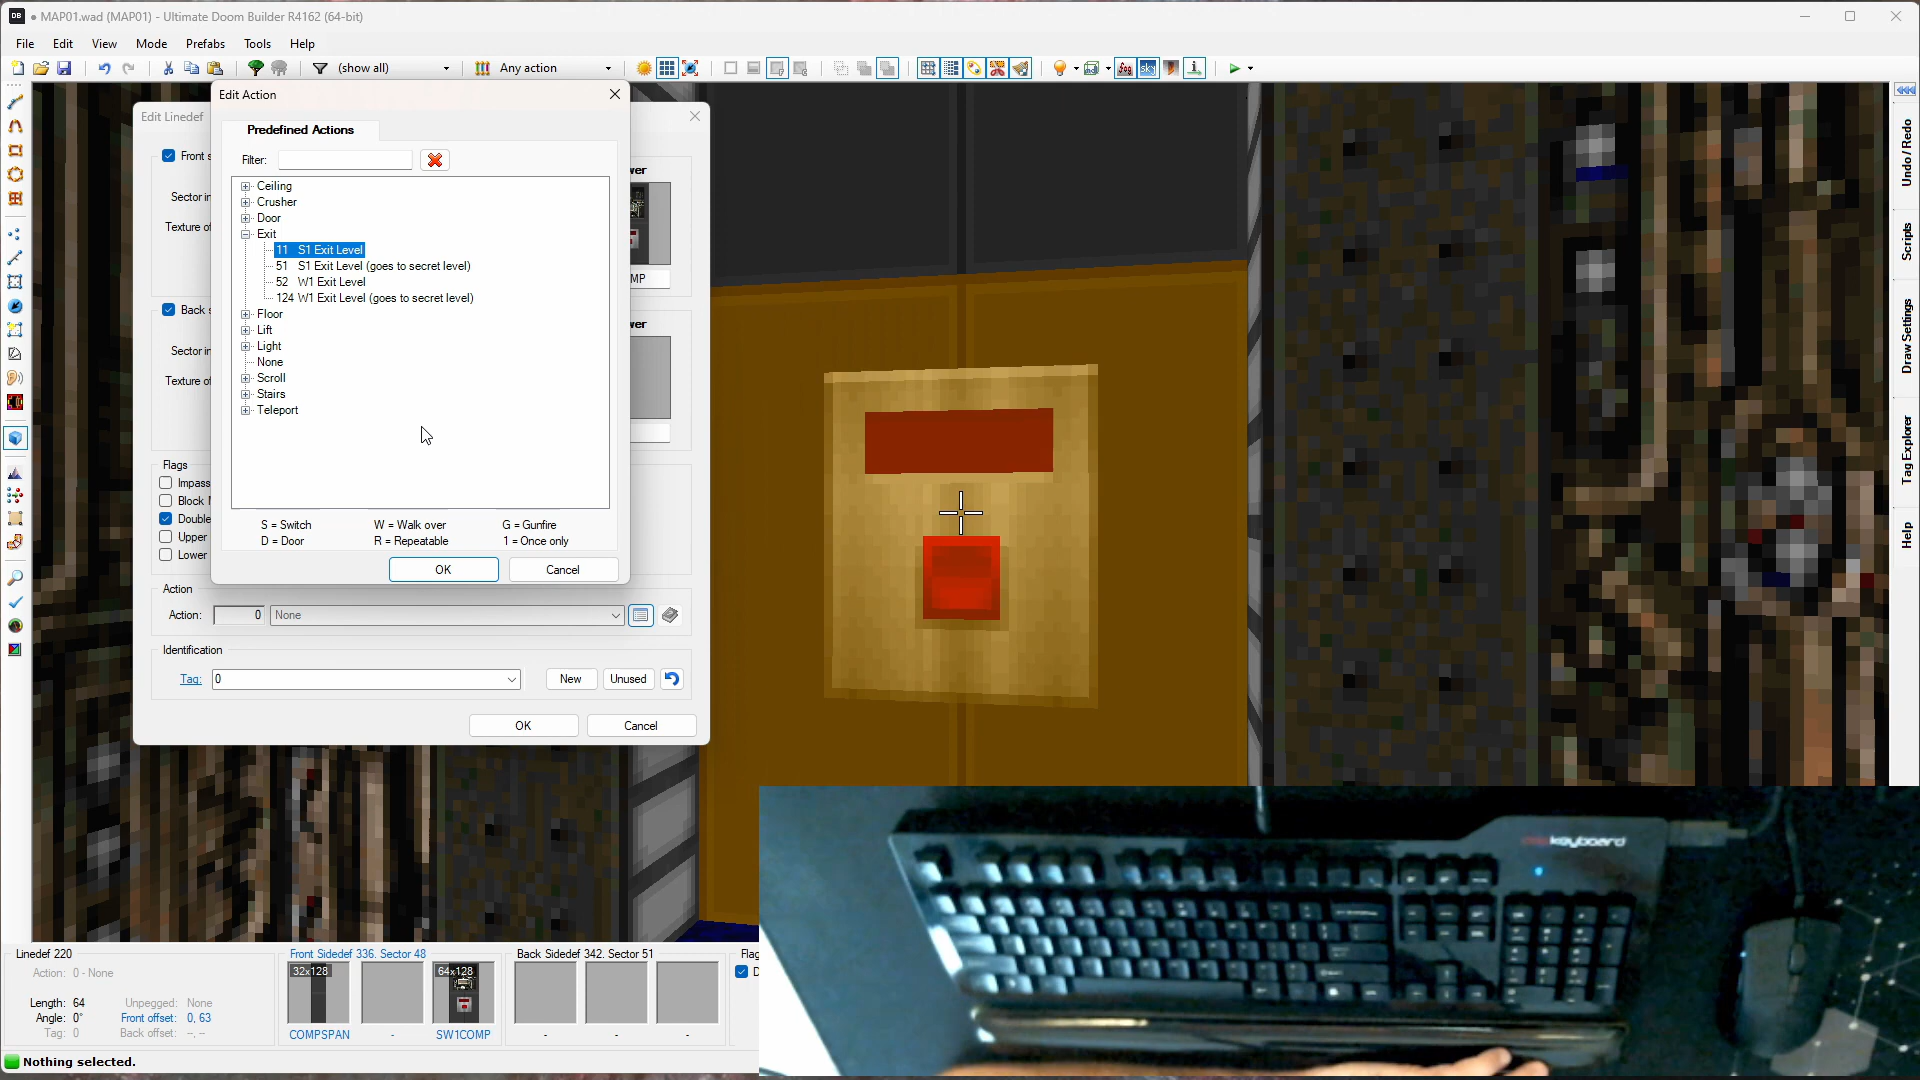 DB • MAP01.wad (MAP01) - Ultimate Doom Builder R4162 (64-bit)
File Edit View Mode Prefabs Tools Help
(show all) Any action
Edit Linedef
Edit Action
Predefined Actions
Filter:
Ceiling
Crusher
Door
Exit
11 S1 Exit Level
51 S1 Exit Level (goes to secret level)
52 W1 Exit Level
124 W1 Exit Level (goes to secret level)
Floor
Lift
Light
None
Scroll
Stairs
Teleport
S = Switch W = Walk over G = Gunfire
D = Door R = Repeatable 1 = Once only
OK Cancel
Front s
Sector in
Texture of
wer
MP
Back s
Sector in
Texture of
wer
Flags
Impass
Block
Double
Upper
Lower
Action
Action: 0 None
Identification
Tag: 0 New Unused
OK Cancel
Undo / Redo
Scripts
Draw Settings
Tag Explorer
Help
keyboard
Linedef 220
Action: 0 - None
Length: 64 Unpegged: None
Angle: 0° Front offset: 0, 63
Tag: 0 Back offset: --, --
Front Sidedef 336. Sector 48
32x128 64x128
COMPSPAN - SW1COMP
Back Sidedef 342. Sector 51
- - -
Flag
D
Nothing selected.